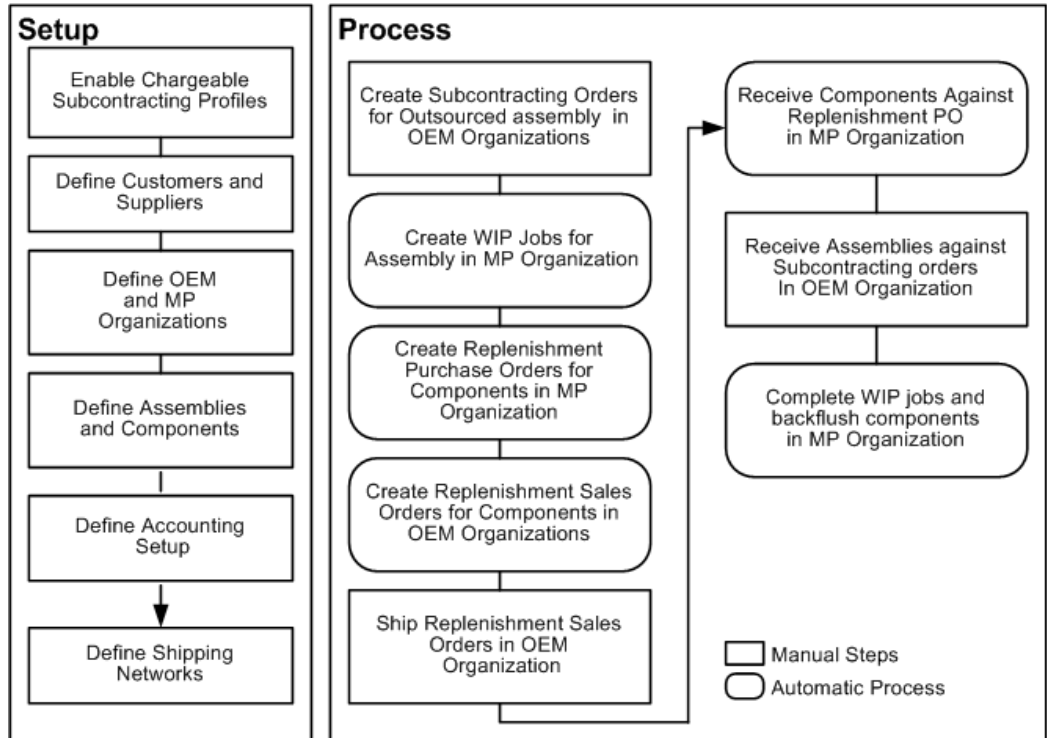 Setup
Enable Chargeable
Subcontracting Profiles
Define Customers and
Suppliers
Define OEM
and MP
Organizations
Define Assemblies
and Components
Define Accounting
Setup
Define Shipping
Networks
Process
Create Subcontracting Orders
for Outsourced assembly in
OEM Organizations
Create WIP Jobs for
Assembly in MP Organization
Create Replenishment
Purchase Orders for
Components in MP
Organization
Create Replenishment Sales
Orders for Components in
OEM Organizations
Ship Replenishment Sales
Orders in OEM
Organization
Receive Components Against
Replenishment PO
in MP Organization
Receive Assemblies against
Subcontracting orders
In OEM Organization
Complete WIP jobs and
backflush components
in MP Organization
Manual Steps
Automatic Process